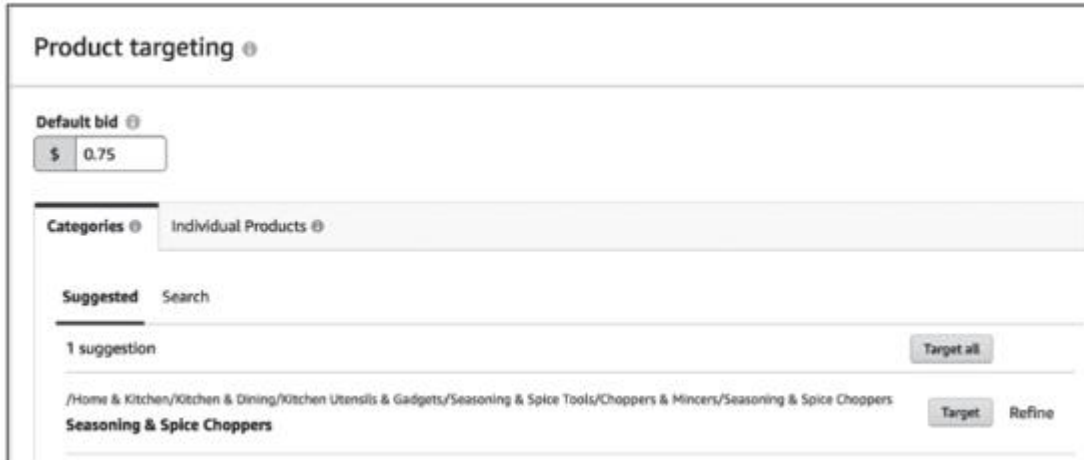 Product targeting
Default bid
$ 0.75
Categories Individual Products
Suggested Search
1 suggestion Target all
/Home & Kitchen/Kitchen & Dining/Kitchen Utensils & Gadgets/Seasoning & Spice Tools/Choppers & Mincers/Seasoning & Spice Choppers
Seasoning & Spice Choppers Target Refine